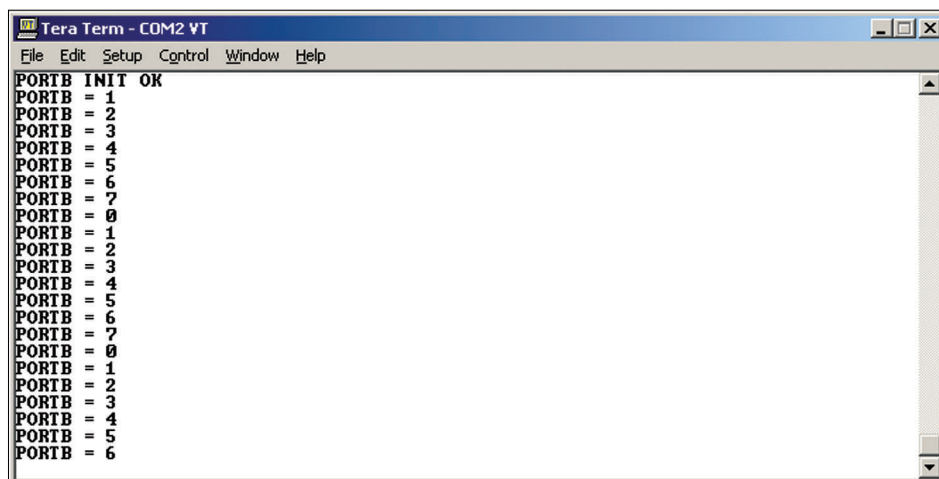 Tera Term - COM2 VT
File Edit Setup Control Window Help
PORTB INIT OK
PORTB = 1
PORTB = 2
PORTB = 3
PORTB = 4
PORTB = 5
PORTB = 6
PORTB = 7
PORTB = 0
PORTB = 1
PORTB = 2
PORTB = 3
PORTB = 4
PORTB = 5
PORTB = 6
PORTB = 7
PORTB = 0
PORTB = 1
PORTB = 2
PORTB = 3
PORTB = 4
PORTB = 5
PORTB = 6